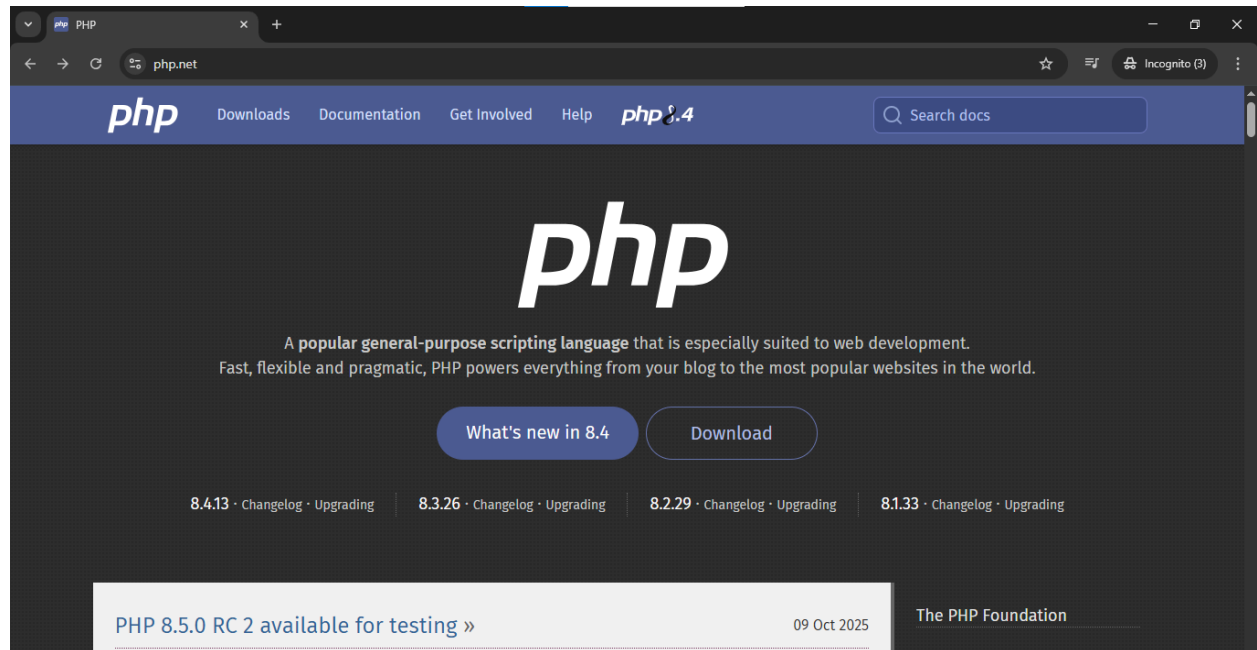 php PHP
php.net
Incognito (3)
php Downloads Documentation Get Involved Help php8.4 Search docs
php
A popular general-purpose scripting language that is especially suited to web development.
Fast, flexible and pragmatic, PHP powers everything from your blog to the most popular websites in the world.
What's new in 8.4 Download
8.4.13 · Changelog · Upgrading 8.3.26 · Changelog · Upgrading 8.2.29 · Changelog · Upgrading 8.1.33 · Changelog · Upgrading
PHP 8.5.0 RC 2 available for testing » 09 Oct 2025
The PHP Foundation